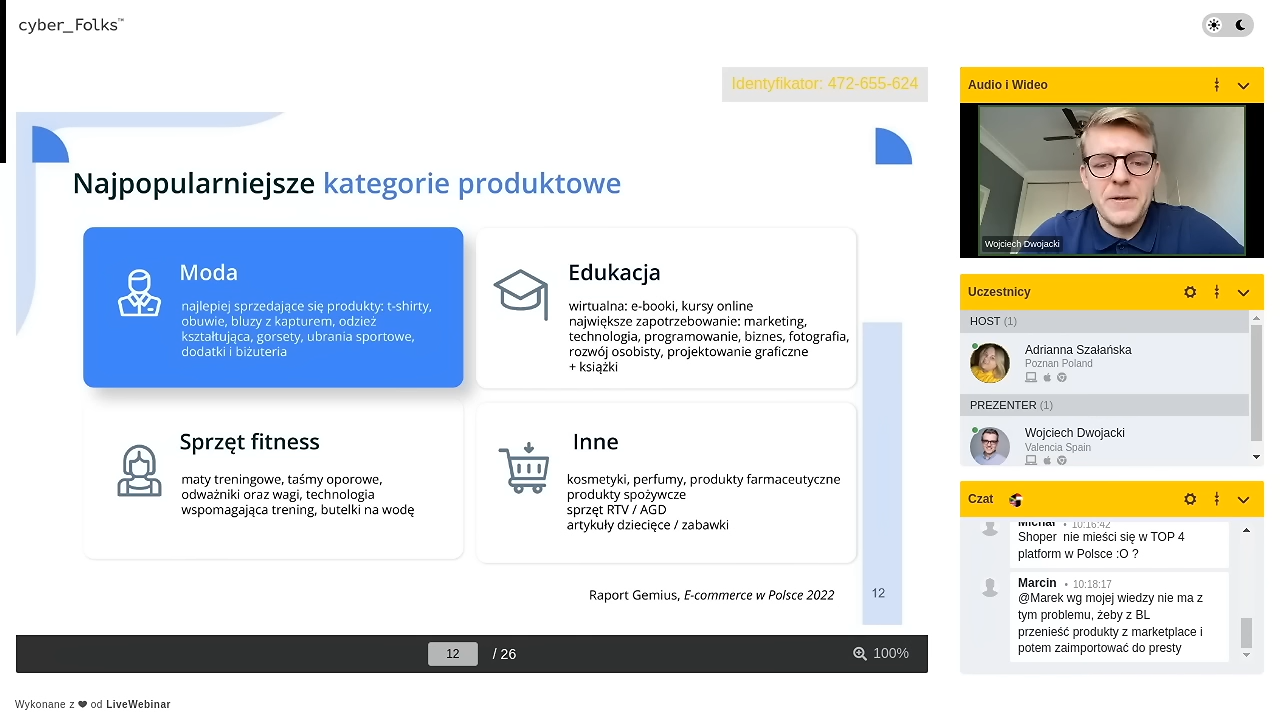 cyber_Folks™
Identyfikator: 472-655-624
Najpopularniejsze kategorie produktowe
Moda
najlepiej sprzedające się produkty: t-shirty,
obuwie, bluzy z kapturem, odzież
kształtująca, gorsety, ubrania sportowe,
dodatki i biżuteria
Edukacja
wirtualna: e-booki, kursy online
największe zapotrzebowanie: marketing,
technologia, programowanie, biznes, fotografia,
rozwój osobisty, projektowanie graficzne
+ książki
Sprzęt fitness
maty treningowe, taśmy oporowe,
odważniki oraz wagi, technologia
wspomagająca trening, butelki na wodę
Inne
kosmetyki, perfumy, produkty farmaceutyczne
produkty spożywcze
sprzęt RTV / AGD
artykuły dziecięce / zabawki
Raport Gemius, E-commerce w Polsce 2022
12
12 / 26
100%
Wykonane z ❤ od LiveWebinar
Audio i Wideo
Wojciech Dwojacki
Uczestnicy
HOST (1)
Adrianna Szałańska
Poznan Poland
PREZENTER (1)
Wojciech Dwojacki
Valencia Spain
Czat
Michał • 10:16:42
Shoper nie mieści się w TOP 4
platform w Polsce :O ?
Marcin • 10:18:17
@Marek wg mojej wiedzy nie ma z
tym problemu, żeby z BL
przenieść produkty z marketplace i
potem zaimportować do presty